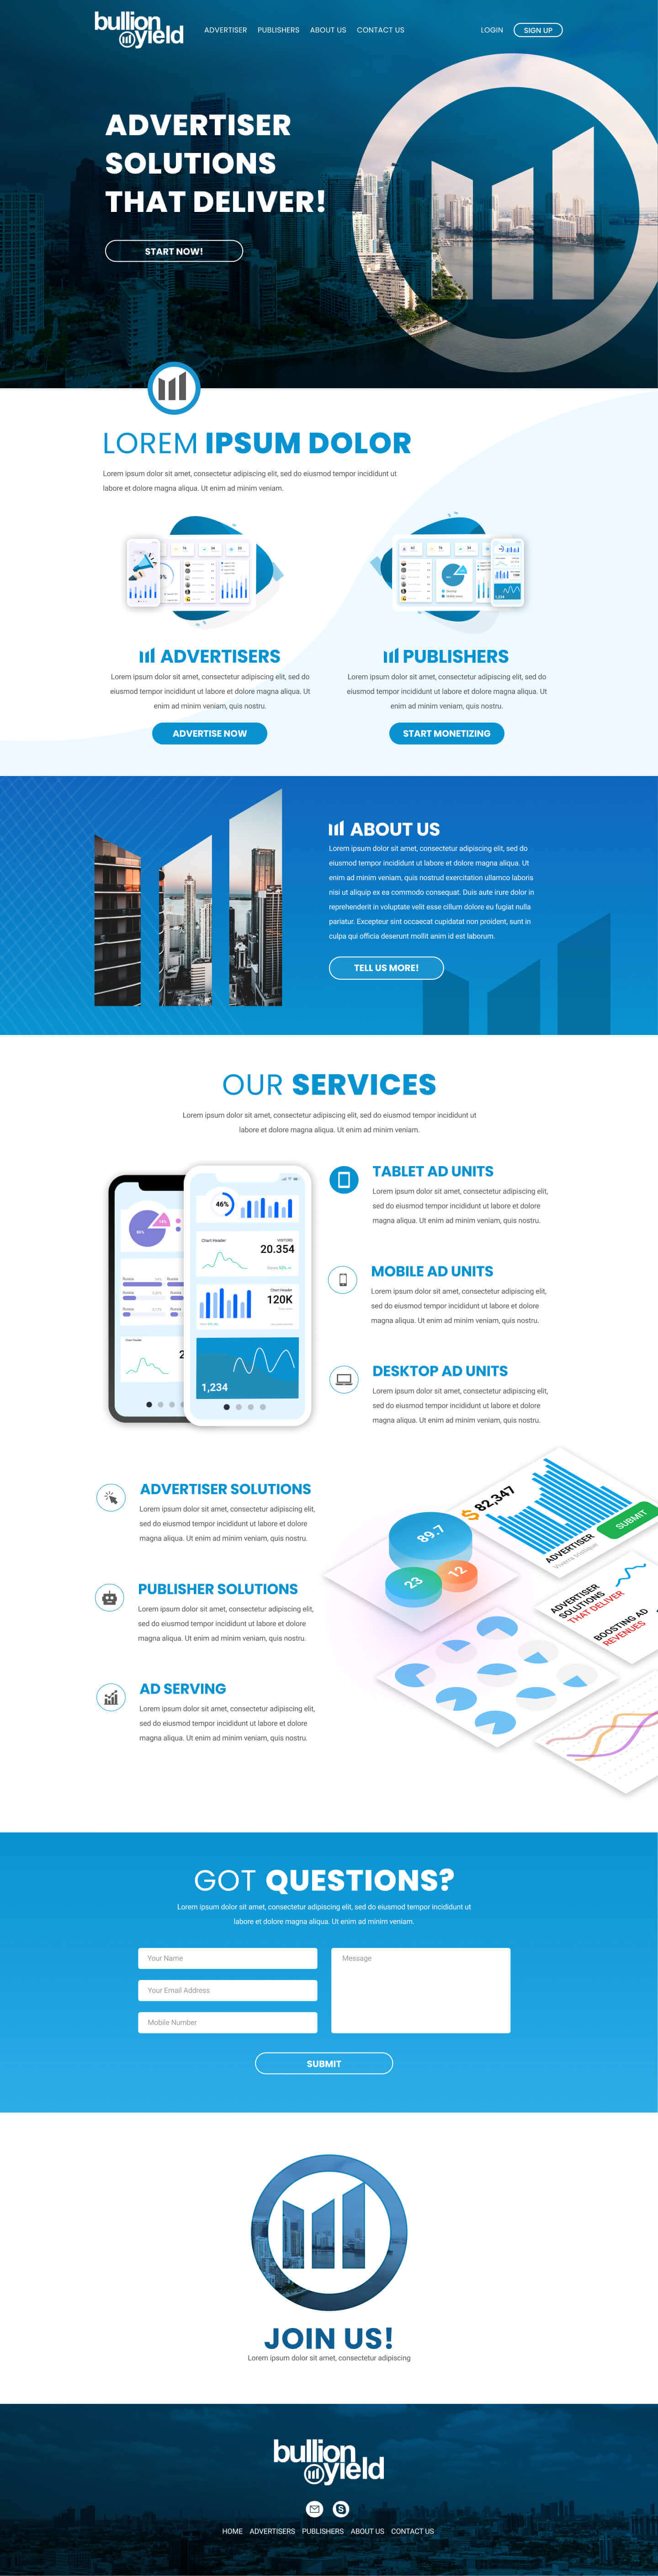 bullion
yield
ADVERTISER PUBLISHERS ABOUT US CONTACT US
LOGIN SIGN UP
ADVERTISER
SOLUTIONS
THAT DELIVER!
START NOW!
LOREM IPSUM DOLOR
Lorem ipsum dolor sit amet, consectetur adipiscing elit, sed do eiusmod tempor incididunt ut
labore et dolore magna aliqua. Ut enim ad minim veniam.
ADVERTISERS
Lorem ipsum dolor sit amet, consectetur adipiscing elit, sed do
eiusmod tempor incididunt ut labore et dolore magna aliqua. Ut
enim ad minim veniam, quis nostru.
ADVERTISE NOW
PUBLISHERS
Lorem ipsum dolor sit amet, consectetur adipiscing elit, sed do
eiusmod tempor incididunt ut labore et dolore magna aliqua. Ut
enim ad minim veniam, quis nostru.
START MONETIZING
ABOUT US
Lorem ipsum dolor sit amet, consectetur adipiscing elit, sed do
eiusmod tempor incididunt ut labore et dolore magna aliqua. Ut
enim ad minim veniam, quis nostrud exercitation ullamco laboris
nisi ut aliquip ex ea commodo consequat. Duis aute irure dolor in
reprehenderit in voluptate velit esse cillum dolore eu fugiat nulla
pariatur. Excepteur sint occaecat cupidatat non proident, sunt in
culpa qui officia deserunt mollit anim id est laborum.
TELL US MORE!
OUR SERVICES
Lorem ipsum dolor sit amet, consectetur adipiscing elit, sed do eiusmod tempor incididunt ut
labore et dolore magna aliqua. Ut enim ad minim veniam.
46%
Chart Header
VISITORS
20.354
Chart Header
120K
1,234
TABLET AD UNITS
Lorem ipsum dolor sit amet, consectetur adipiscing elit,
sed do eiusmod tempor incididunt ut labore et dolore
magna aliqua. Ut enim ad minim veniam, quis nostru.
MOBILE AD UNITS
Lorem ipsum dolor sit amet, consectetur adipiscing elit,
sed do eiusmod tempor incididunt ut labore et dolore
magna aliqua. Ut enim ad minim veniam, quis nostru.
DESKTOP AD UNITS
Lorem ipsum dolor sit amet, consectetur adipiscing elit,
sed do eiusmod tempor incididunt ut labore et dolore
magna aliqua. Ut enim ad minim veniam, quis nostru.
ADVERTISER SOLUTIONS
Lorem ipsum dolor sit amet, consectetur adipiscing elit,
sed do eiusmod tempor incididunt ut labore et dolore
magna aliqua. Ut enim ad minim veniam, quis nostru.
PUBLISHER SOLUTIONS
Lorem ipsum dolor sit amet, consectetur adipiscing elit,
sed do eiusmod tempor incididunt ut labore et dolore
magna aliqua. Ut enim ad minim veniam, quis nostru.
AD SERVING
Lorem ipsum dolor sit amet, consectetur adipiscing elit,
sed do eiusmod tempor incididunt ut labore et dolore
magna aliqua. Ut enim ad minim veniam, quis nostru.
$ 82,347
89.7
23
12
ADVERTISER
Viverra tristique
SUBMIT
ADVERTISER
SOLUTIONS
THAT DELIVER
BOOSTING AD
REVENUES
GOT QUESTIONS?
Lorem ipsum dolor sit amet, consectetur adipiscing elit, sed do eiusmod tempor incididunt ut
labore et dolore magna aliqua. Ut enim ad minim veniam.
Your Name
Your Email Address
Mobile Number
Message
SUBMIT
JOIN US!
Lorem ipsum dolor sit amet, consectetur adipiscing
bullion
yield
HOME ADVERTISERS PUBLISHERS ABOUT US CONTACT US